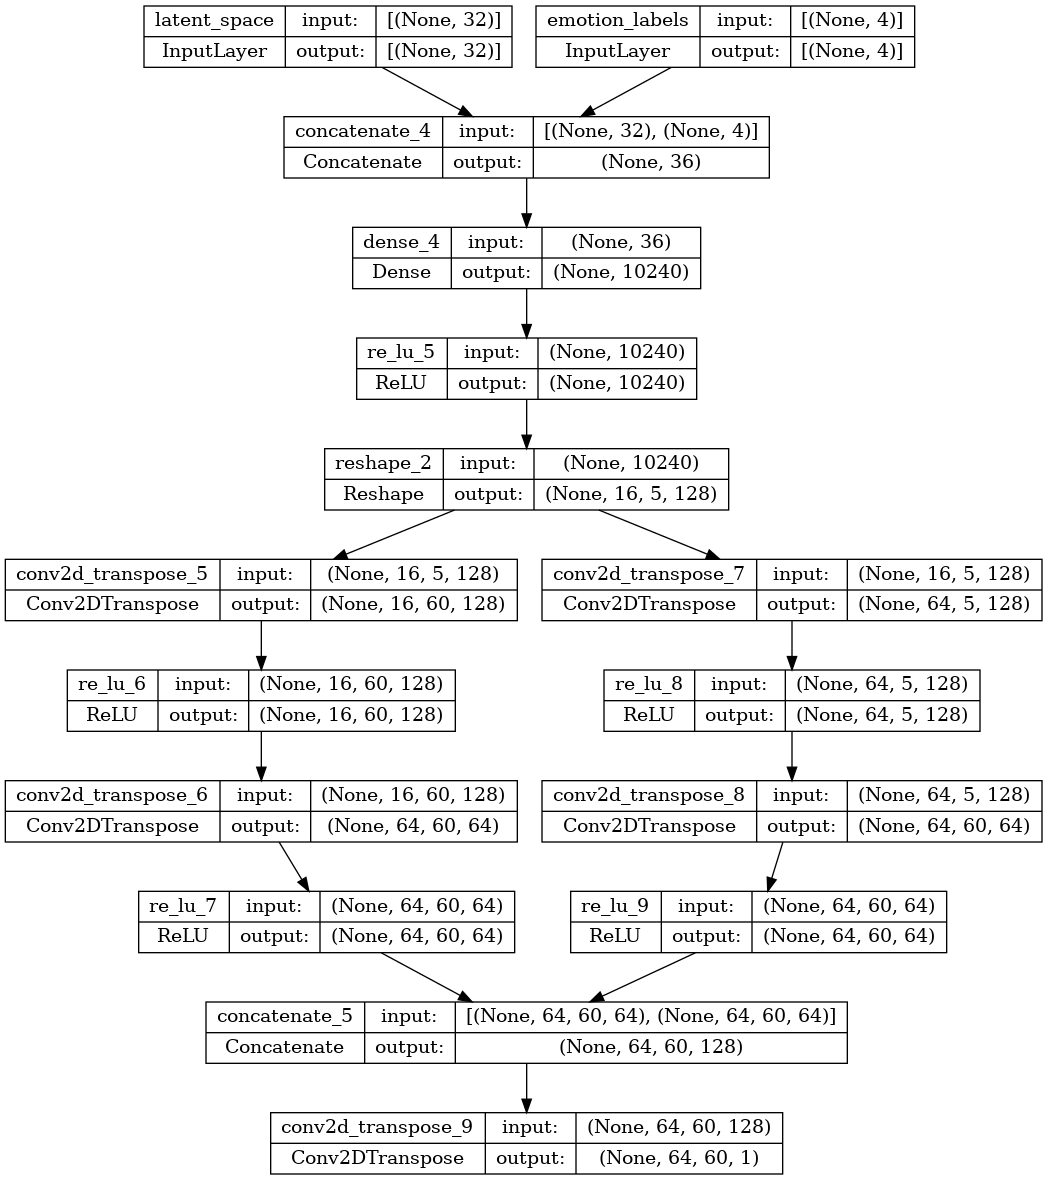 latent_space input: [(None, 32)]
InputLayer output: [(None, 32)]
emotion_labels input: [(None, 4)]
InputLayer output: [(None, 4)]
concatenate_4 input: [(None, 32), (None, 4)]
Concatenate output: (None, 36)
dense_4 input: (None, 36)
Dense output: (None, 10240)
re_lu_5 input: (None, 10240)
ReLU output: (None, 10240)
reshape_2 input: (None, 10240)
Reshape output: (None, 16, 5, 128)
conv2d_transpose_5 input: (None, 16, 5, 128)
Conv2DTranspose output: (None, 16, 60, 128)
conv2d_transpose_7 input: (None, 16, 5, 128)
Conv2DTranspose output: (None, 64, 5, 128)
re_lu_6 input: (None, 16, 60, 128)
ReLU output: (None, 16, 60, 128)
re_lu_8 input: (None, 64, 5, 128)
ReLU output: (None, 64, 5, 128)
conv2d_transpose_6 input: (None, 16, 60, 128)
Conv2DTranspose output: (None, 64, 60, 64)
conv2d_transpose_8 input: (None, 64, 5, 128)
Conv2DTranspose output: (None, 64, 60, 64)
re_lu_7 input: (None, 64, 60, 64)
ReLU output: (None, 64, 60, 64)
re_lu_9 input: (None, 64, 60, 64)
ReLU output: (None, 64, 60, 64)
concatenate_5 input: [(None, 64, 60, 64), (None, 64, 60, 64)]
Concatenate output: (None, 64, 60, 128)
conv2d_transpose_9 input: (None, 64, 60, 128)
Conv2DTranspose output: (None, 64, 60, 1)